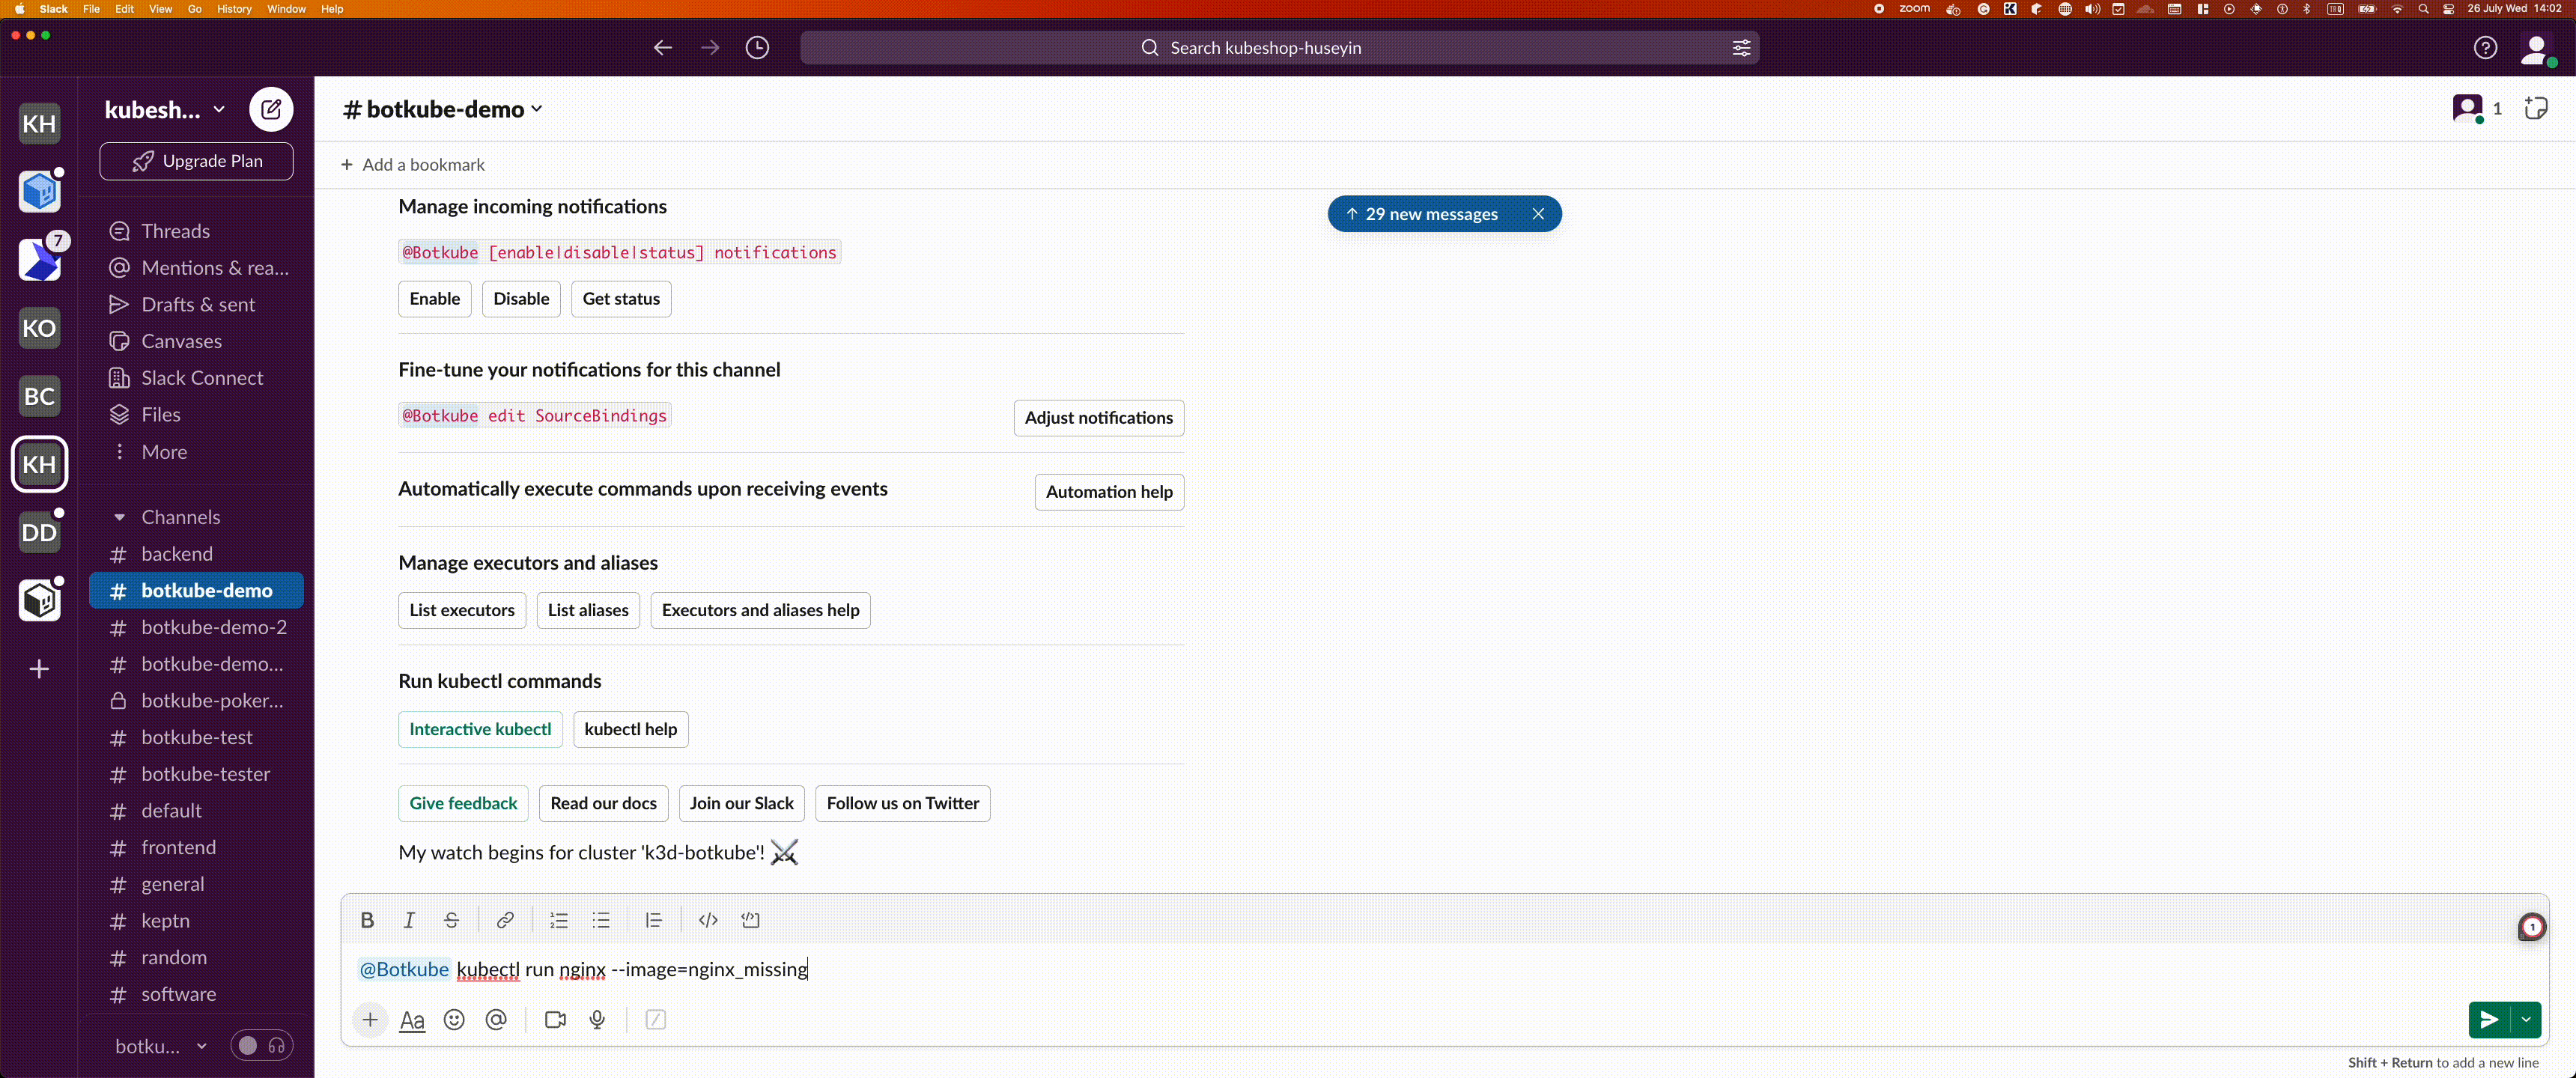 Slack File Edit View Go History Window Help
zoom
26 July Wed 14:02
Search kubeshop-huseyin
KH
7
KO
BC
KH
DD
kubesh...
Upgrade Plan
Threads
Mentions & rea...
Drafts & sent
Canvases
Slack Connect
Files
More
Channels
# backend
# botkube-demo
# botkube-demo-2
# botkube-demo...
botkube-poker...
# botkube-test
# botkube-tester
# default
# frontend
# general
# keptn
# random
# software
botku...
# botkube-demo
1
+ Add a bookmark
↑ 29 new messages
Manage incoming notifications
@Botkube [enable|disable|status] notifications
Enable Disable Get status
Fine-tune your notifications for this channel
@Botkube edit SourceBindings
Adjust notifications
Automatically execute commands upon receiving events
Automation help
Manage executors and aliases
List executors List aliases Executors and aliases help
Run kubectl commands
Interactive kubectl kubectl help
Give feedback Read our docs Join our Slack Follow us on Twitter
My watch begins for cluster 'k3d-botkube'! ⚔️
B I S
1
@Botkube kubectl run nginx --image=nginx_missing
Aa
Shift + Return to add a new line